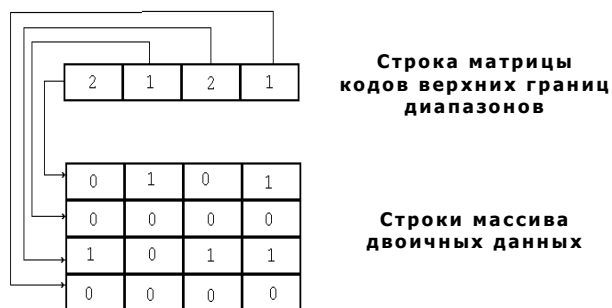 Строка матрицы
кодов верхних границ
диапазонов
2 1 2 1
0 1 0 1
0 0 0 0
1 0 1 1
0 0 0 0
Строки массива
двоичных данных